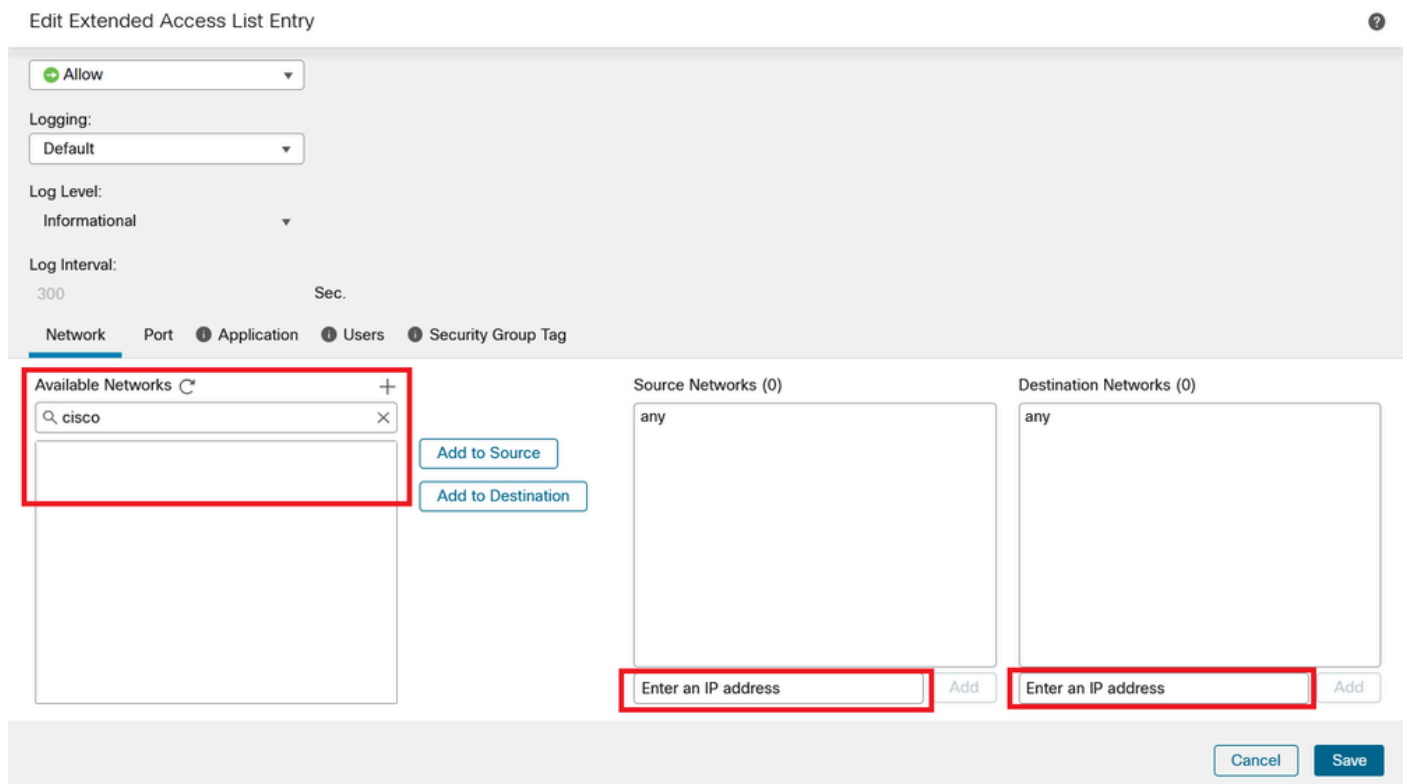 Edit Extended Access List Entry
Allow
Logging:
Default
Log Level:
Informational
Log Interval:
300 Sec.
Network Port Application Users Security Group Tag
Available Networks
cisco
Add to Source
Add to Destination
Source Networks (0)
any
Enter an IP address Add
Destination Networks (0)
any
Enter an IP address Add
Cancel Save